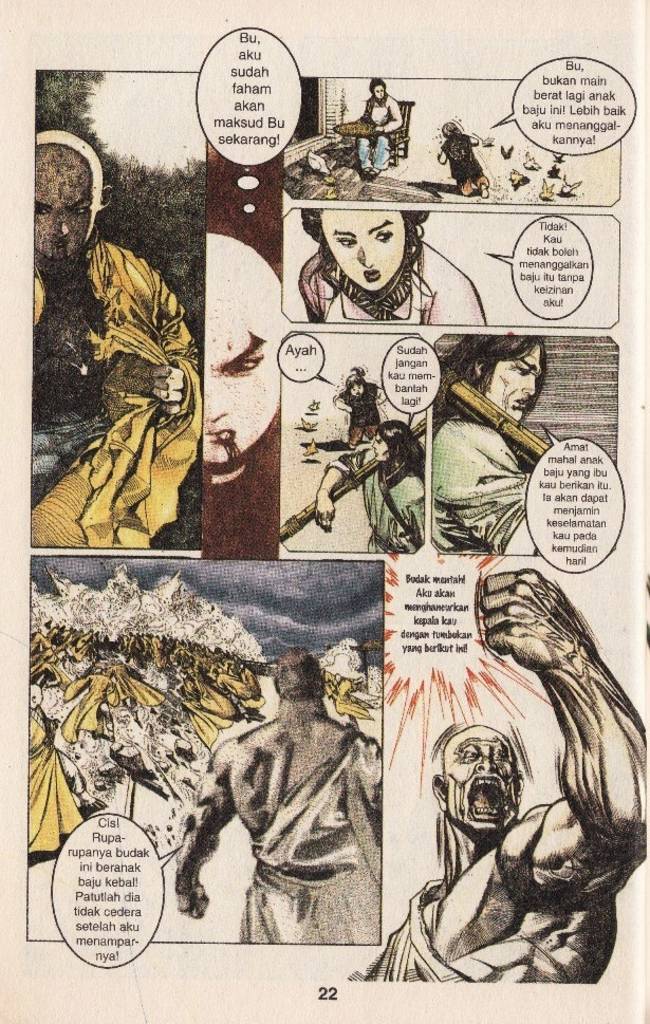 Bu,
aku
sudah
faham
akan
maksud Bu
sekarang!
Bu,
bukan main
berat lagi anak
baju ini! Lebih baik
aku menanggal-
kannya!
Tidak!
Kau
tidak boleh
menanggalkan
baju itu tanpa
keizinan
aku!
Ayah
...
Sudah
jangan
kau mem-
bantah
lagi!
Amat
mahal anak
baju yang ibu
kau berikan itu.
Ia akan dapat
menjamin
keselamatan
kau pada
kemudian
hari!
Cis!
Rupa-
rupanya budak
ini beranak
baju kebal!
Patutlah dia
tidak cedera
setelah aku
menampar-
nya!
Budak mentah!
Aku akan
menghancurkan
kepala kau
dengan tumbukan
yang berikut ini!
22